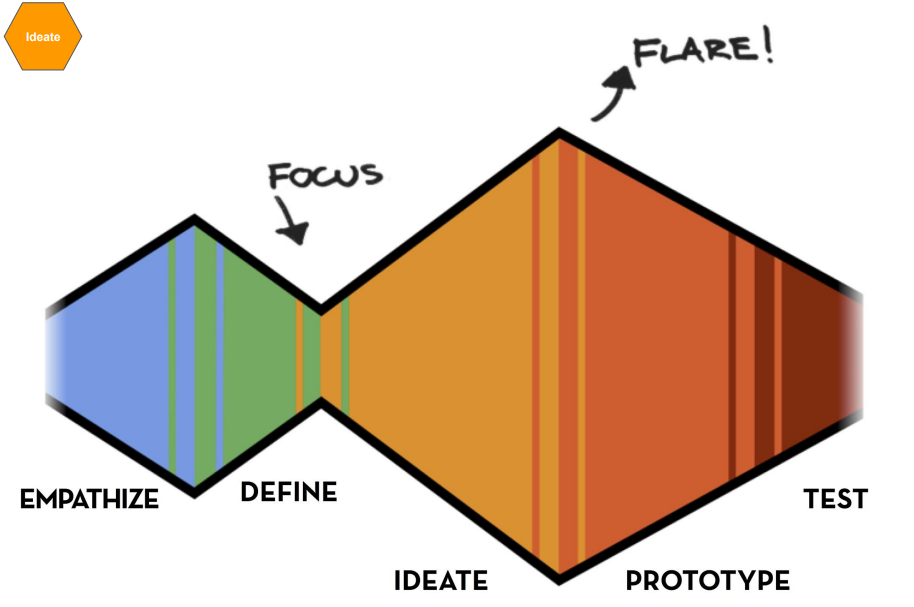 Ideate
FLARE!
FOCUS
EMPATHIZE
DEFINE
TEST
IDEATE
PROTOTYPE